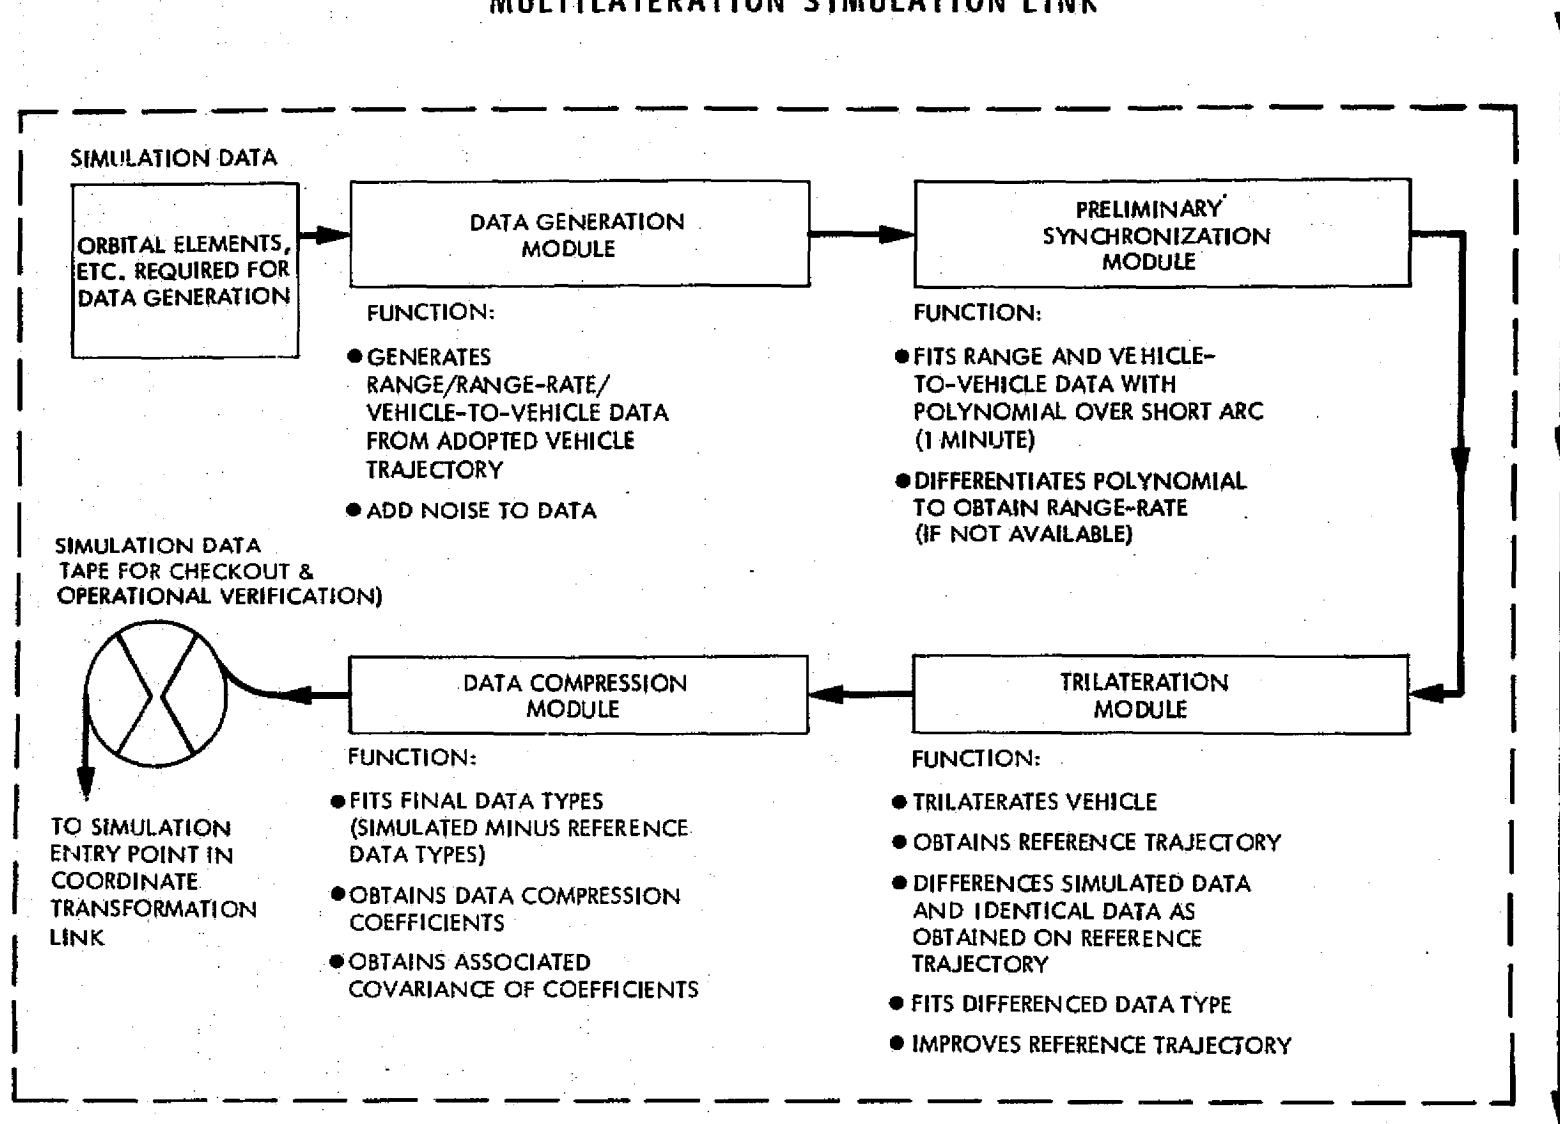 MULTILATERATION SIMULATION LINK
SIMULATION DATA
ORBITAL ELEMENTS,
ETC. REQUIRED FOR
DATA GENERATION
DATA GENERATION
MODULE
FUNCTION:
● GENERATES
RANGE/RANGE-RATE/
VEHICLE-TO-VEHICLE DATA
FROM ADOPTED VEHICLE
TRAJECTORY
● ADD NOISE TO DATA
PRELIMINARY
SYNCHRONIZATION
MODULE
FUNCTION:
● FITS RANGE AND VEHICLE-
TO-VEHICLE DATA WITH
POLYNOMIAL OVER SHORT ARC
(1 MINUTE)
● DIFFERENTIATES POLYNOMIAL
TO OBTAIN RANGE-RATE
(IF NOT AVAILABLE)
TRILATERATION
MODULE
FUNCTION:
● TRILATERATES VEHICLE
● OBTAINS REFERENCE TRAJECTORY
● DIFFERENCES SIMULATED DATA
AND IDENTICAL DATA AS
OBTAINED ON REFERENCE
TRAJECTORY
● FITS DIFFERENCED DATA TYPE
● IMPROVES REFERENCE TRAJECTORY
DATA COMPRESSION
MODULE
FUNCTION:
● FITS FINAL DATA TYPES
(SIMULATED MINUS REFERENCE
DATA TYPES)
● OBTAINS DATA COMPRESSION
COEFFICIENTS
● OBTAINS ASSOCIATED
COVARIANCE OF COEFFICIENTS
SIMULATION DATA
TAPE FOR CHECKOUT &
OPERATIONAL VERIFICATION)
TO SIMULATION
ENTRY POINT IN
COORDINATE
TRANSFORMATION
LINK